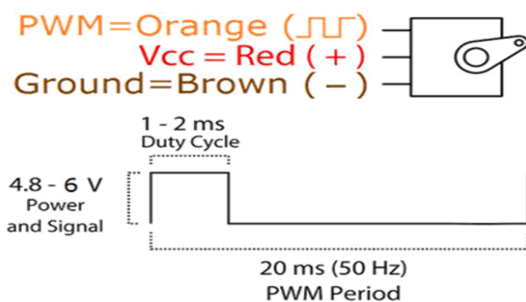 PWM=Orange (⎍⎍)
Vcc = Red ( + )
Ground=Brown ( − )
1 - 2 ms
Duty Cycle
4.8 - 6 V
Power
and Signal
20 ms (50 Hz)
PWM Period